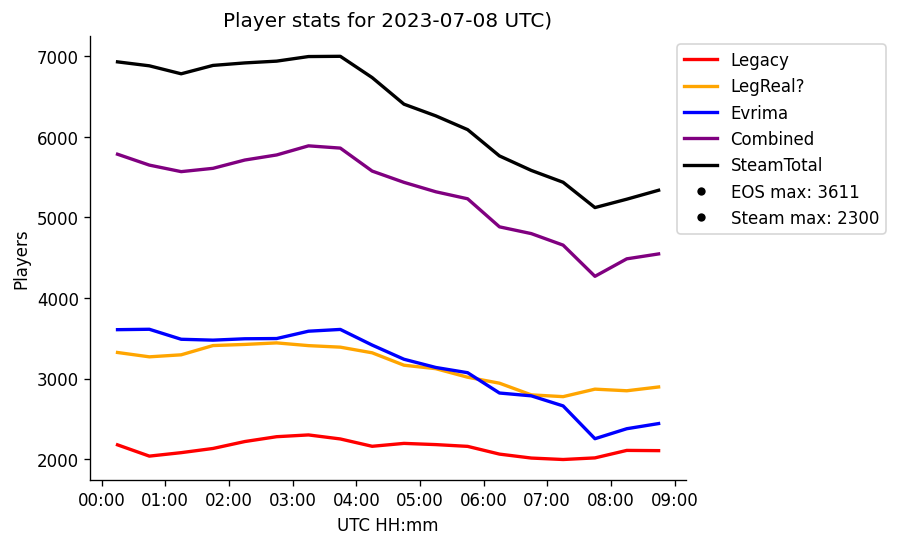 Player stats for 2023-07-08 UTC)
7000
6000
5000
4000
3000
2000
Players
00:00 01:00 02:00 03:00 04:00 05:00 06:00 07:00 08:00 09:00
UTC HH:mm
Legacy
LegReal?
Evrima
Combined
SteamTotal
EOS max: 3611
Steam max: 2300